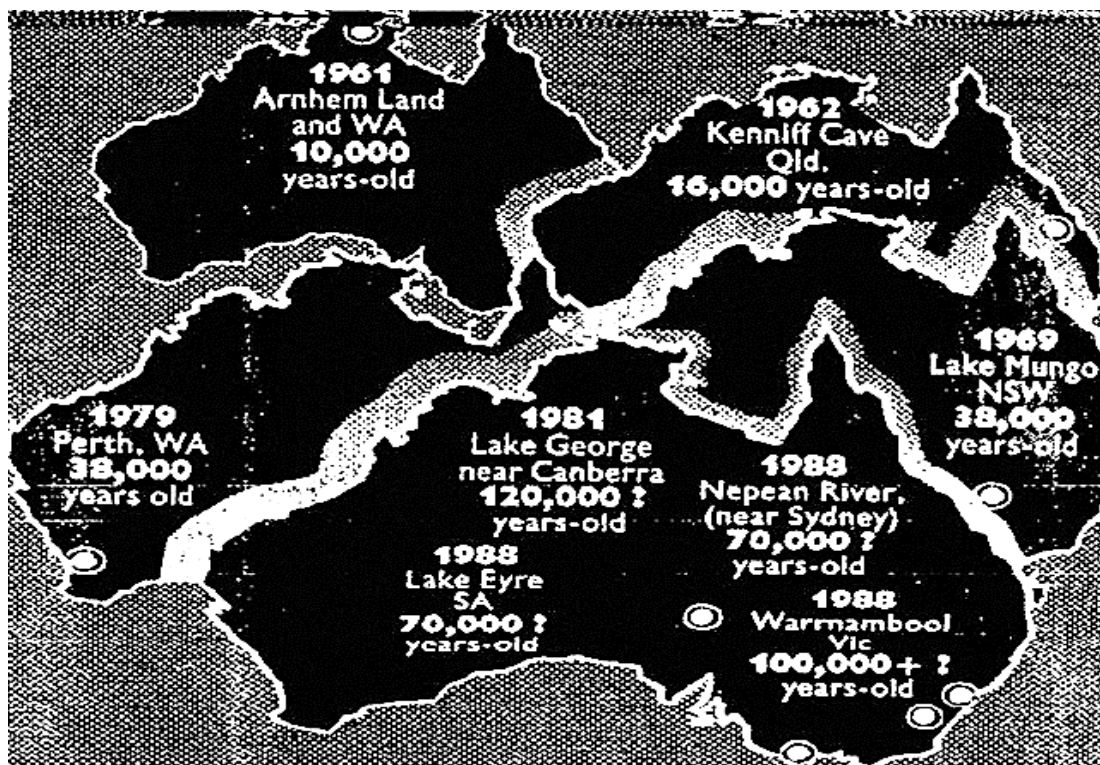 1961
Arnhem Land
and WA
10,000
years-old
1962
Kenniff Cave
Qld.
16,000 years-old
1969
Lake Mungo
NSW
38,000
years-old
1979
Perth, WA
38,000
years old
1981
Lake George
near Canberra
120,000 ?
years-old
1988
Nepean River,
(near Sydney)
70,000 ?
years-old
1988
Lake Eyre
SA
70,000 ?
years-old
1988
Warrnambool
Vic
100,000 + ?
years-old